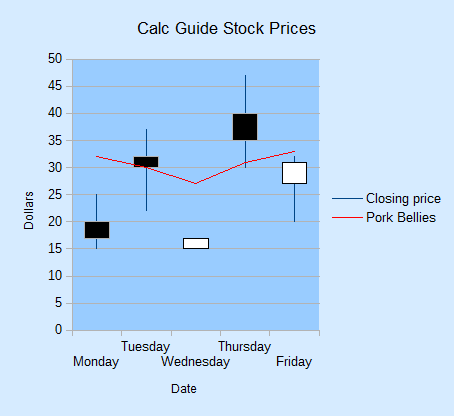 Calc Guide Stock Prices
50
45
40
35
30
25
20
15
10
5
0
Dollars
Closing price
Pork Bellies
Tuesday Thursday
Monday Wednesday Friday
Date